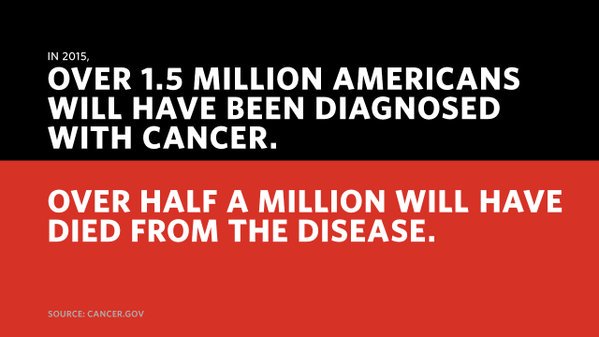 IN 2015,
OVER 1.5 MILLION AMERICANS
WILL HAVE BEEN DIAGNOSED
WITH CANCER.
OVER HALF A MILLION WILL HAVE
DIED FROM THE DISEASE.
SOURCE: CANCER.GOV